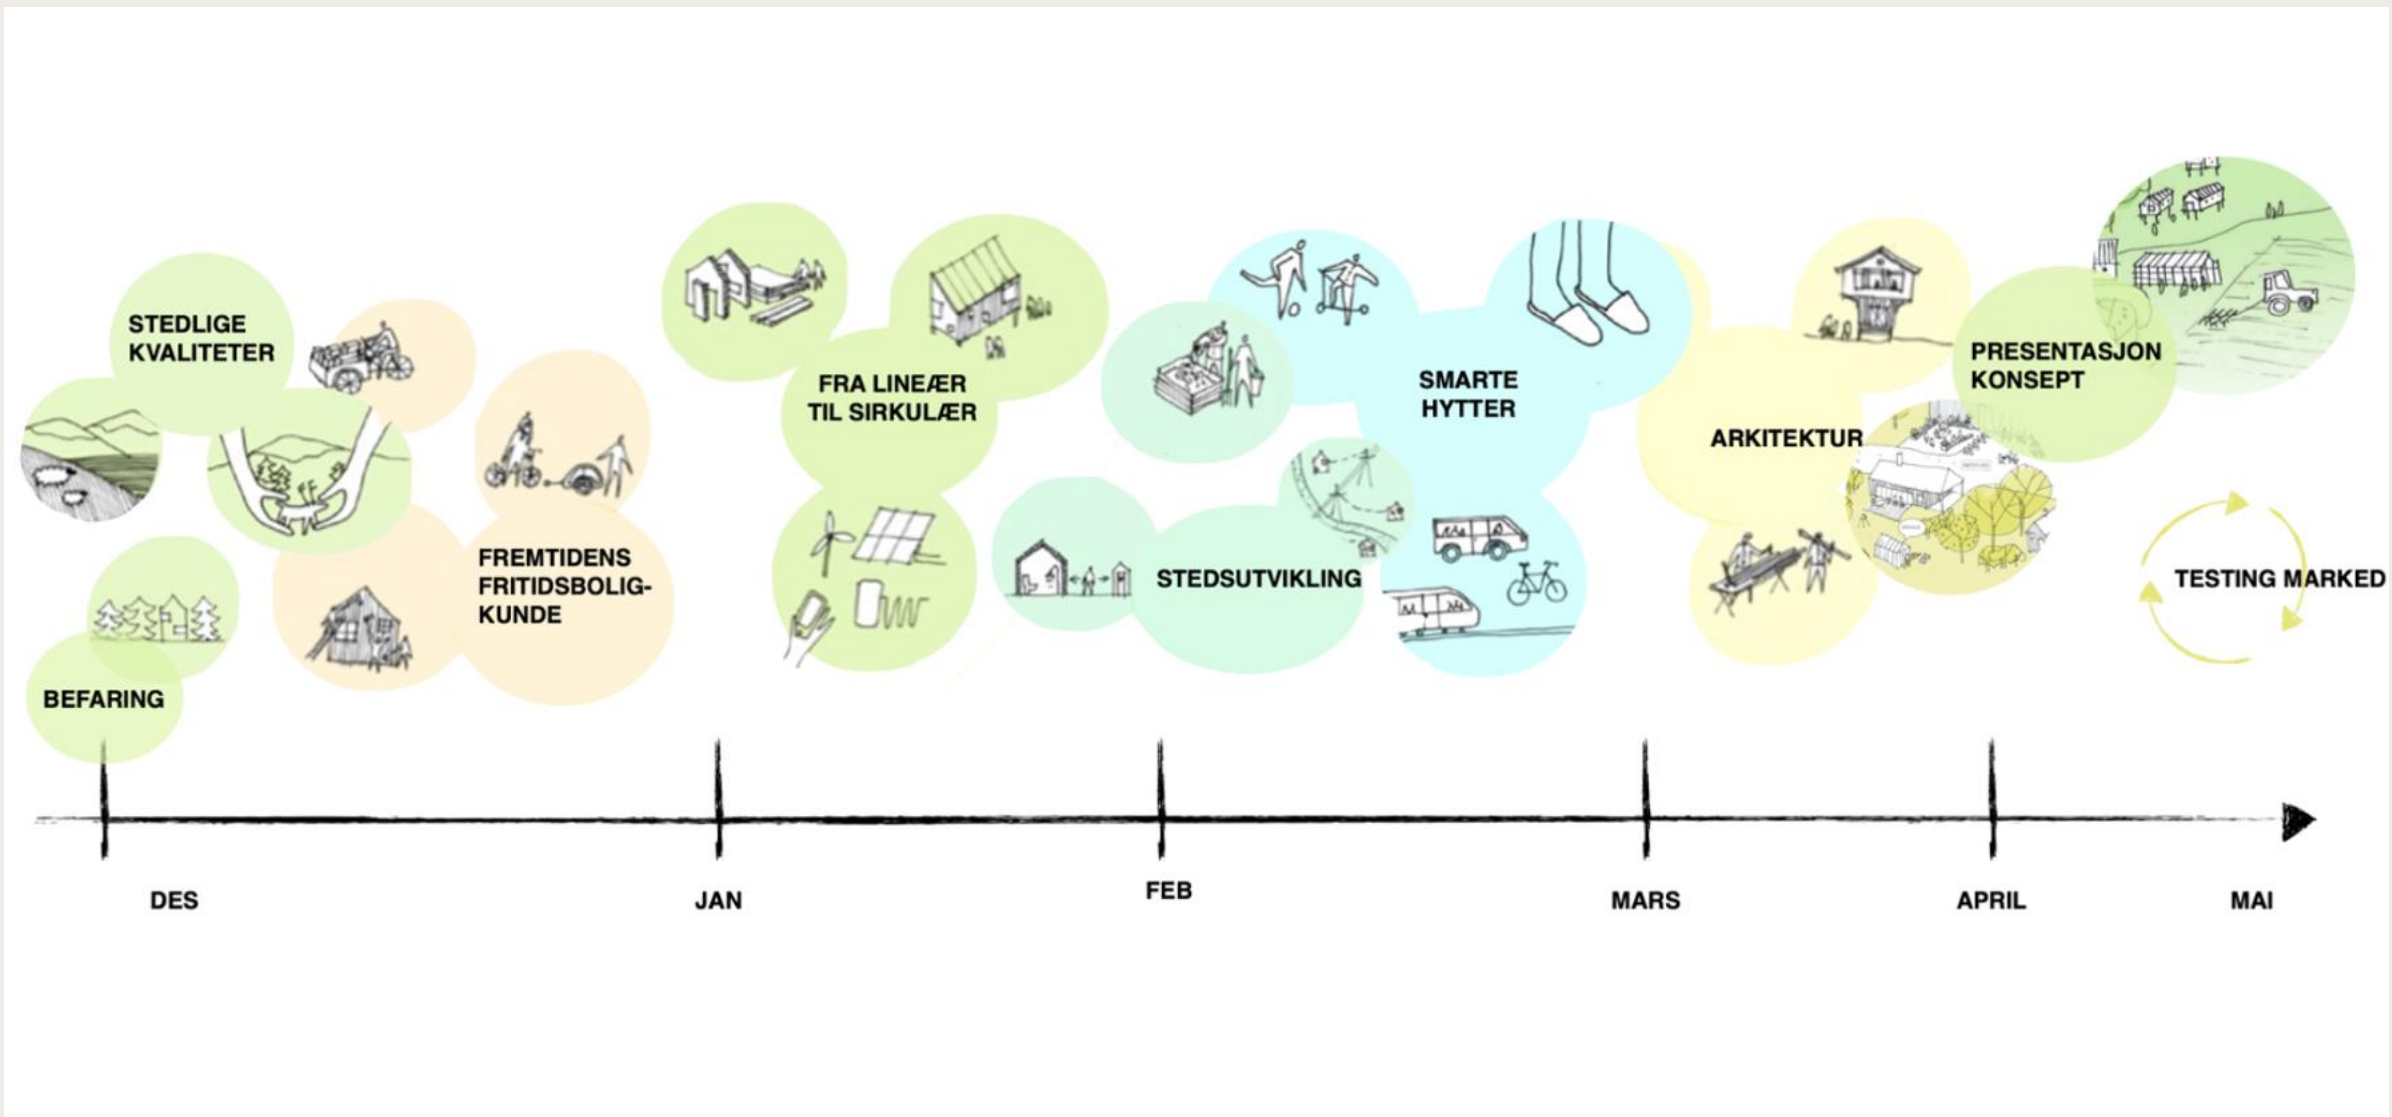 STEDLIGE
KVALITETER
BEFARING
FREMTIDENS
FRITIDSBOLIG-
KUNDE
FRA LINEÆR
TIL SIRKULÆR
STEDSUTVIKLING
SMARTE
HYTTER
ARKITEKTUR
PRESENTASJON
KONSEPT
TESTING MARKED
DES
JAN
FEB
MARS
APRIL
MAI